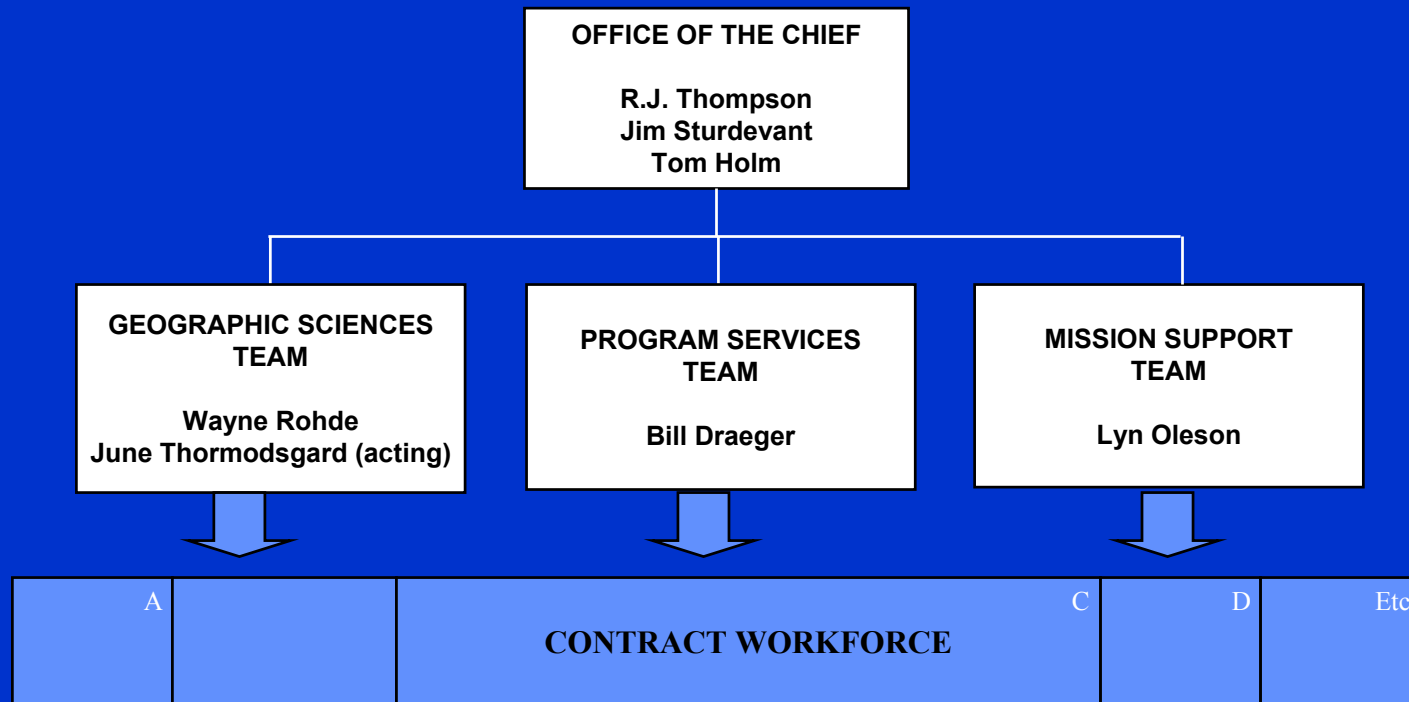 OFFICE OF THE CHIEF
R.J. Thompson
Jim Sturdevant
Tom Holm
GEOGRAPHIC SCIENCES
TEAM
Wayne Rohde
June Thormodsgard (acting)
PROGRAM SERVICES
TEAM
Bill Draeger
MISSION SUPPORT
TEAM
Lyn Oleson
A
C
D
Etc
CONTRACT WORKFORCE